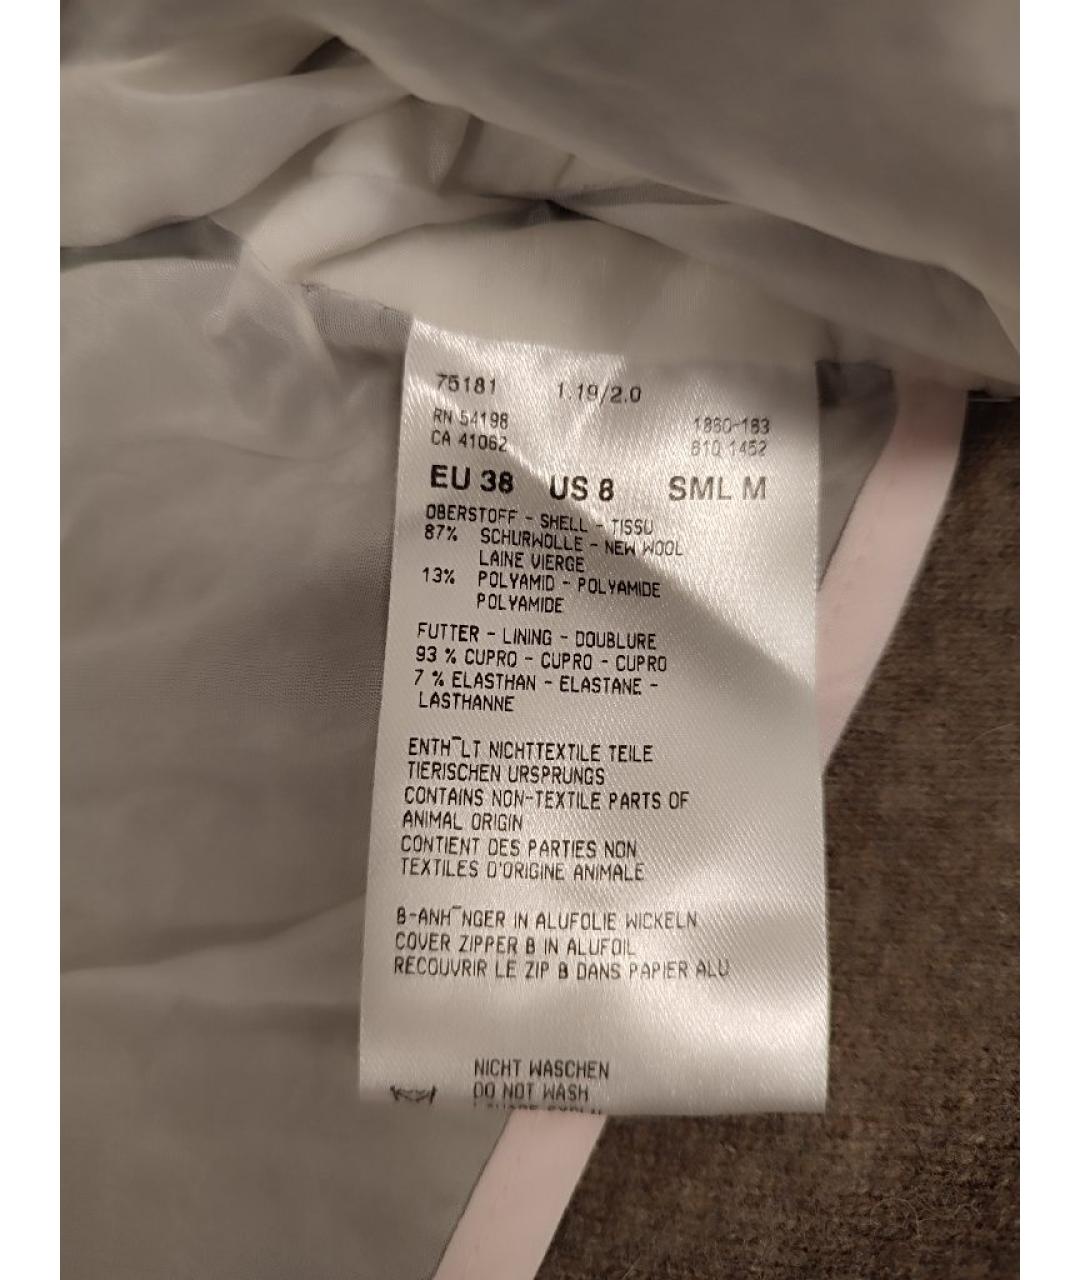 75181 1.19/2.0
RN 54198 1860-183
CA 41062 810 1452
EU 38 US 8 SML M
OBERSTOFF - SHELL - TISSU
87% SCHURWOLLE - NEW WOOL
LAINE VIERGE
13% POLYAMID - POLYAMIDE
POLYAMIDE
FUTTER - LINING - DOUBLURE
93 % CUPRO - CUPRO - CUPRO
7 % ELASTHAN - ELASTANE -
LASTHANNE
ENTH¯LT NICHTTEXTILE TEILE
TIERISCHEN URSPRUNGS
CONTAINS NON-TEXTILE PARTS OF
ANIMAL ORIGIN
CONTIENT DES PARTIES NON
TEXTILES D'ORIGINE ANIMALE
B-ANH¯NGER IN ALUFOLIE WICKELN
COVER ZIPPER B IN ALUFOIL
RECOUVRIR LE ZIP B DANS PAPIER ALU
NICHT WASCHEN
DO NOT WASH